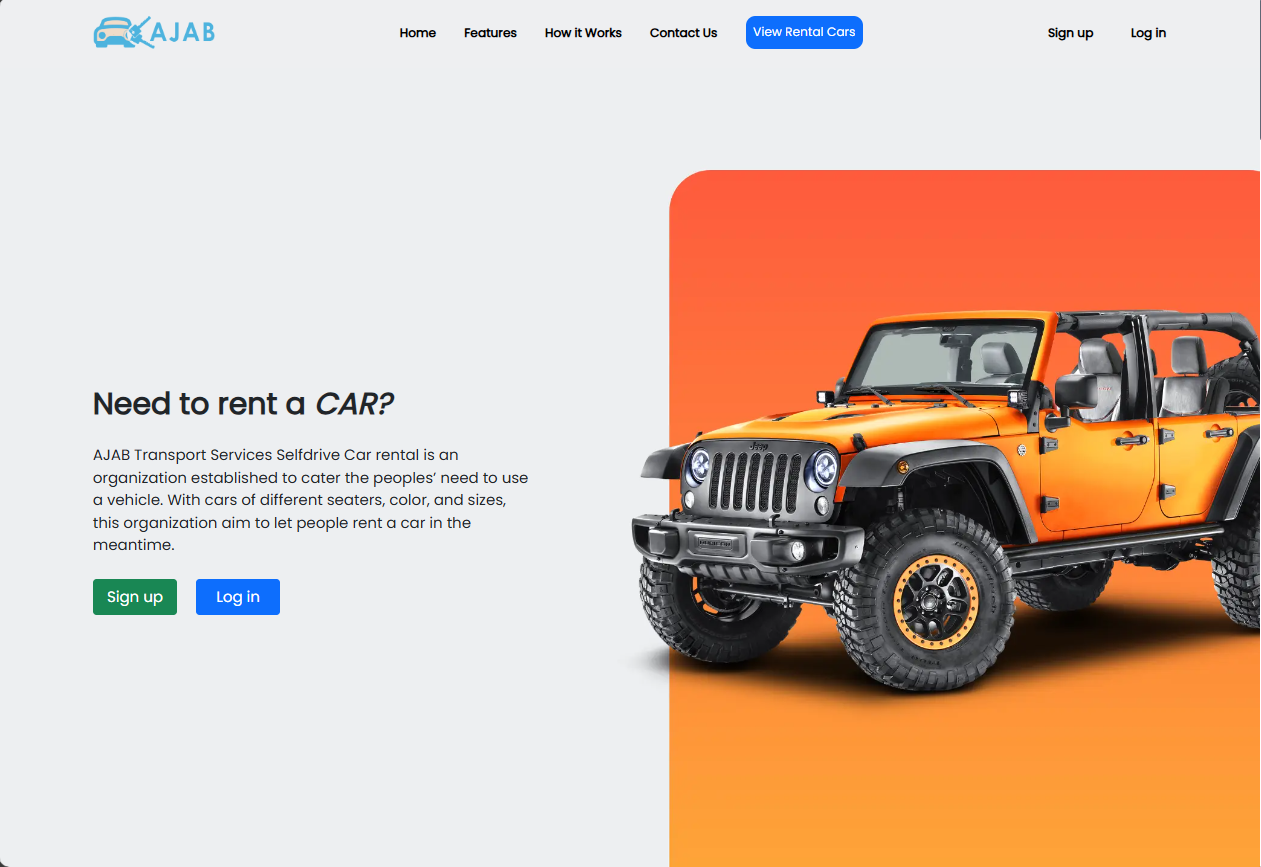 AJAB
Home
Features
How it Works
Contact Us
View Rental Cars
Sign up
Log in
Need to rent a CAR?
AJAB Transport Services Selfdrive Car rental is an
organization established to cater the peoples’ need to use
a vehicle. With cars of different seaters, color, and sizes,
this organization aim to let people rent a car in the
meantime.
Sign up
Log in
Jeep